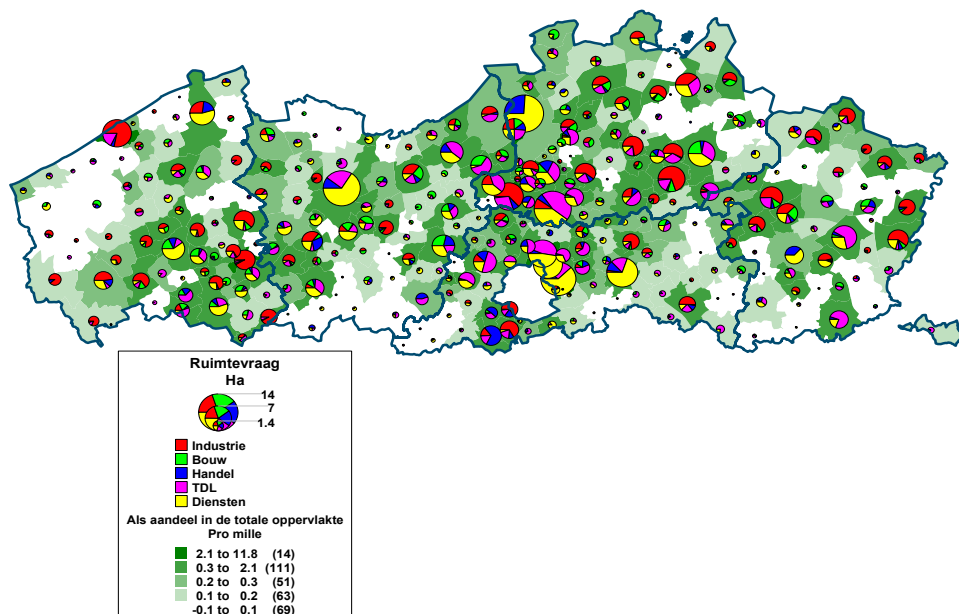 Ruimtevraag
Ha
14
7
1.4
Industrie
Bouw
Handel
TDL
Diensten
Als aandeel in de totale oppervlakte
Pro mille
2.1 to 11.8 (14)
0.3 to 2.1 (111)
0.2 to 0.3 (51)
0.1 to 0.2 (63)
-0.1 to 0.1 (69)